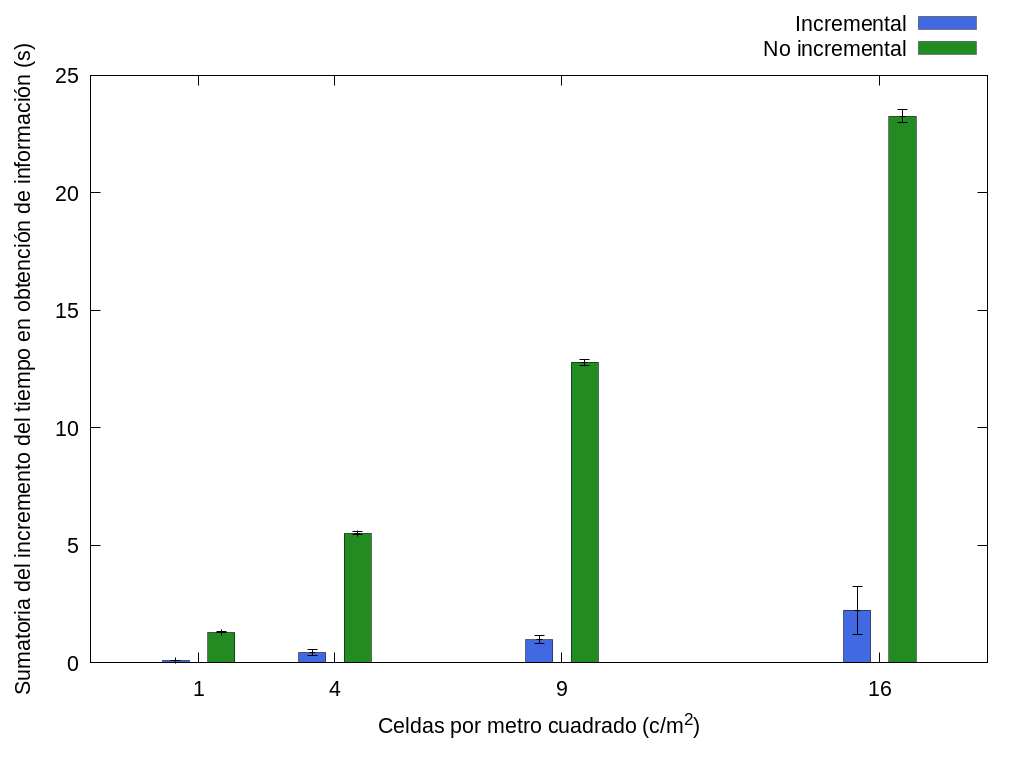 Incremental
No incremental
Sumatoria del incremento del tiempo en obtención de información (s)
25
20
15
10
5
0
1 4 9 16
Celdas por metro cuadrado (c/m²)